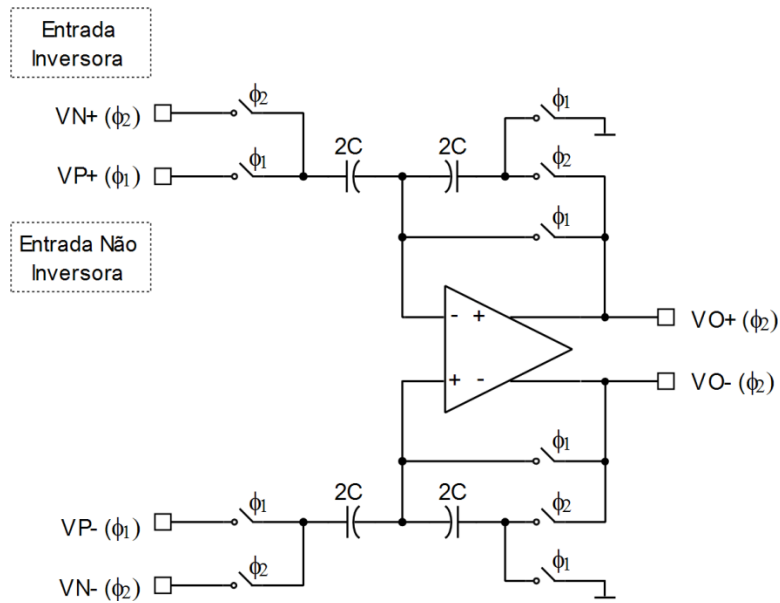 Entrada
Inversora
VN+ (ϕ2)
ϕ2
ϕ1
VP+ (ϕ1)
ϕ1
2C
2C
ϕ2
Entrada Não
Inversora
ϕ1
- +
VO+ (ϕ2)
+ -
VO- (ϕ2)
ϕ1
VP- (ϕ1)
ϕ1
2C
2C
ϕ2
VN- (ϕ2)
ϕ2
ϕ1